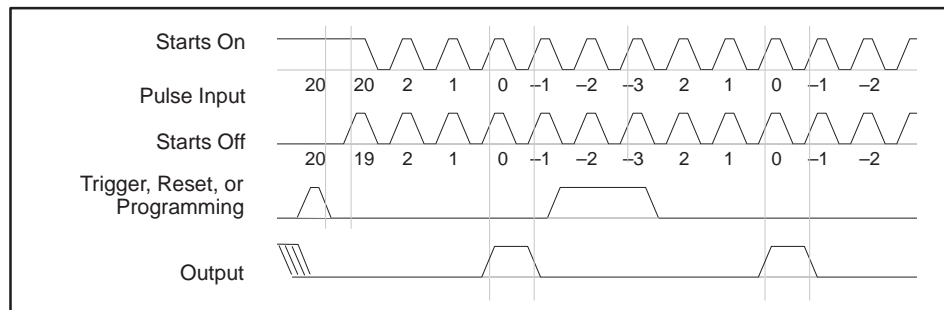 Starts On
20 20 2 1 0 –1 –2 –3 2 1 0 –1 –2
Pulse Input
Starts Off
20 19 2 1 0 –1 –2 –3 2 1 0 –1 –2
Trigger, Reset, or
Programming
Output